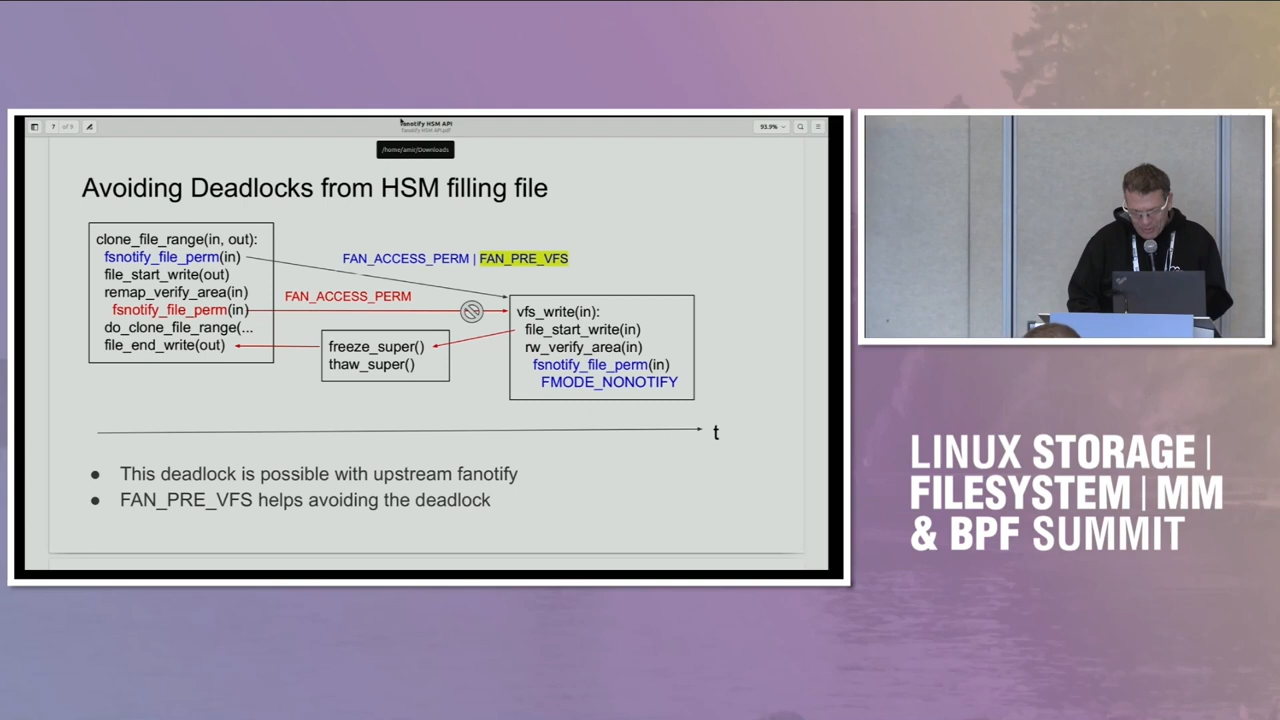 7 of 9
fanotify HSM API
fanotify HSM API.pdf
93.9%
/home/amir/Downloads
Avoiding Deadlocks from HSM filling file
clone_file_range(in, out):
fsnotify_file_perm(in)
file_start_write(out)
remap_verify_area(in)
fsnotify_file_perm(in)
do_clone_file_range(...
file_end_write(out)
FAN_ACCESS_PERM | FAN_PRE_VFS
FAN_ACCESS_PERM
freeze_super()
thaw_super()
vfs_write(in):
file_start_write(in)
rw_verify_area(in)
fsnotify_file_perm(in)
FMODE_NONOTIFY
t
● This deadlock is possible with upstream fanotify
● FAN_PRE_VFS helps avoiding the deadlock
LINUX STORAGE |
FILESYSTEM | MM
& BPF SUMMIT